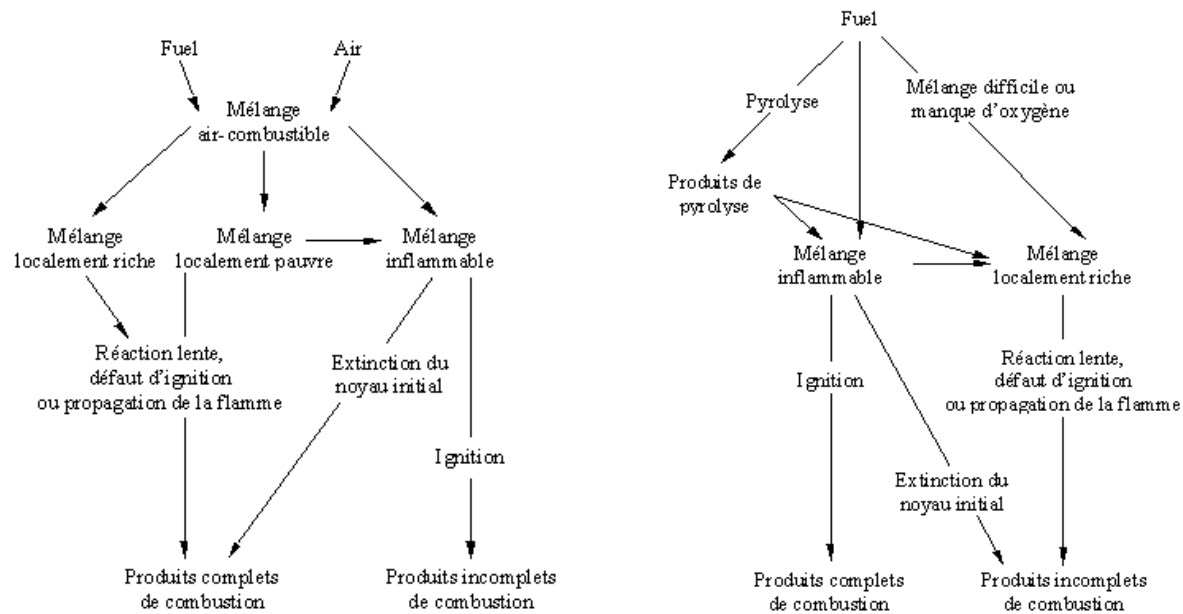 Fuel
Air
Mélange
air-combustible
Mélange
localement riche
Mélange
localement pauvre
Mélange
inflammable
Réaction lente,
défaut d'ignition
ou propagation de la flamme
Extinction du
noyau initial
Ignition
Produits complets
de combustion
Produits incomplets
de combustion
Fuel
Pyrolyse
Mélange difficile ou
manque d'oxygène
Produits de
pyrolyse
Mélange
inflammable
Mélange
localement riche
Ignition
Réaction lente,
défaut d'ignition
ou propagation de la flamme
Extinction du
noyau initial
Produits complets
de combustion
Produits incomplets
de combustion